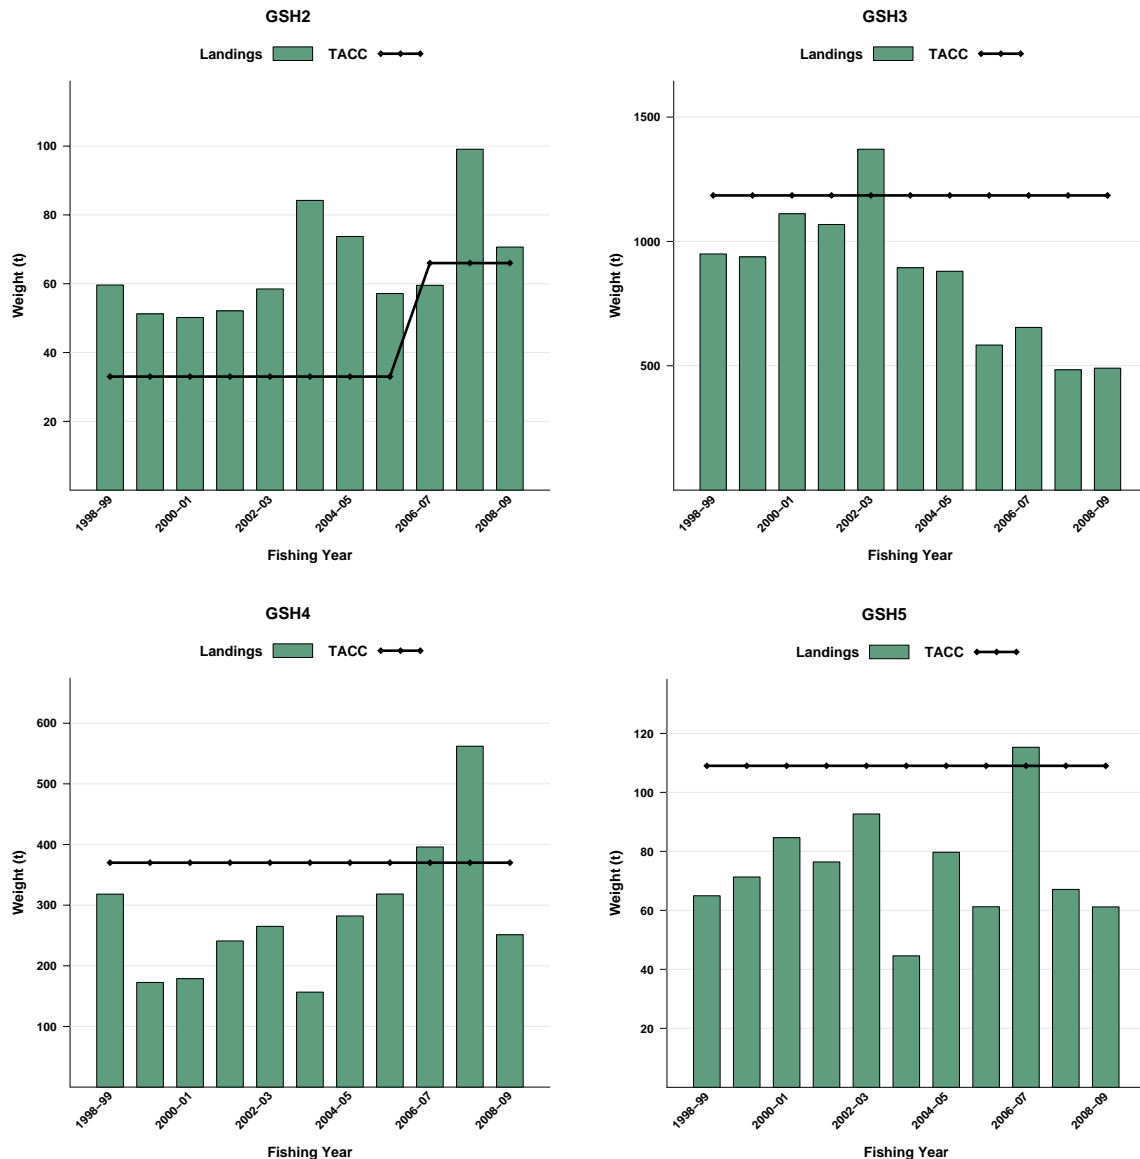 GSH2
Landings TACC
Weight (t)
100
80
60
40
20
1998–99
2000–01
2002–03
2004–05
2006–07
2008–09
Fishing Year
GSH3
Landings TACC
Weight (t)
1500
1000
500
1998–99
2000–01
2002–03
2004–05
2006–07
2008–09
Fishing Year
GSH4
Landings TACC
Weight (t)
600
500
400
300
200
100
1998–99
2000–01
2002–03
2004–05
2006–07
2008–09
Fishing Year
GSH5
Landings TACC
Weight (t)
120
100
80
60
40
20
1998–99
2000–01
2002–03
2004–05
2006–07
2008–09
Fishing Year